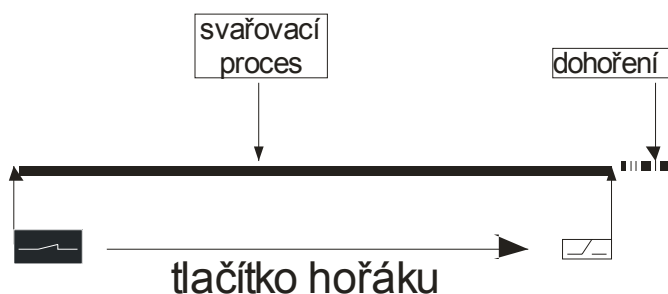 svařovací
proces
dohoření
tlačítko hořáku